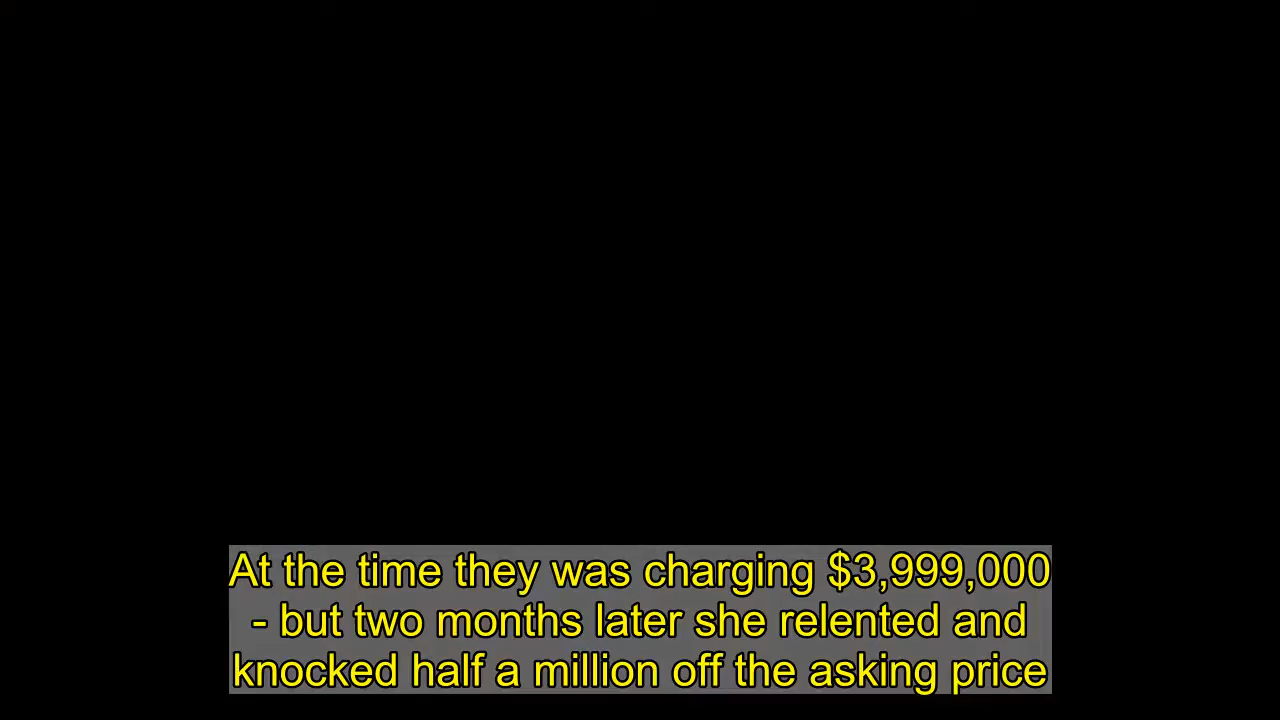 At the time they was charging $3,999,000
- but two months later she relented and
knocked half a million off the asking price